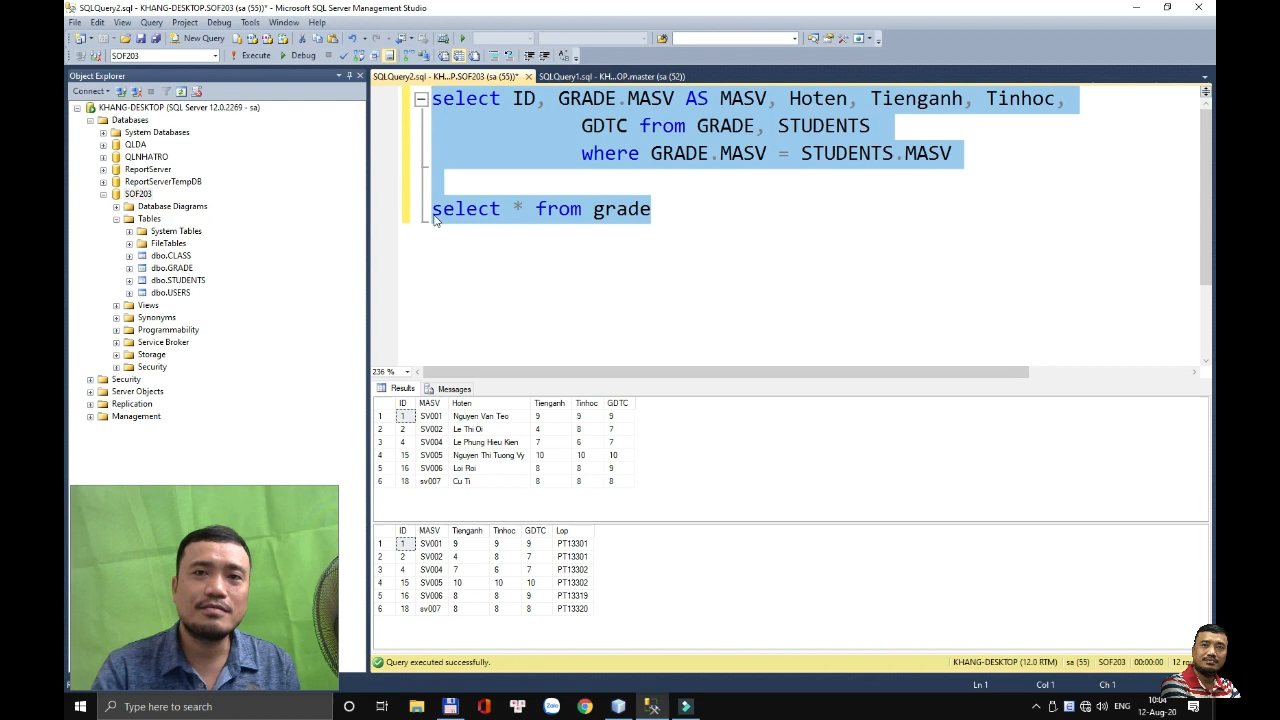 SQLQuery2.sql - KHANG-DESKTOP.SOF203 (sa (55))* - Microsoft SQL Server Management Studio
File Edit View Query Project Debug Tools Window Help
New Query
SOF203 Execute Debug
Object Explorer
Connect
KHANG-DESKTOP (SQL Server 12.0.2269 - sa)
Databases
System Databases
QLDA
QLNHATRO
ReportServer
ReportServerTempDB
SOF203
Database Diagrams
Tables
System Tables
FileTables
dbo.CLASS
dbo.GRADE
dbo.STUDENTS
dbo.USERS
Views
Synonyms
Programmability
Service Broker
Storage
Security
Security
Server Objects
Replication
Management
SQLQuery2.sql - KH...P.SOF203 (sa (55))* SQLQuery1.sql - KH...OP.master (sa (52))
select ID, GRADE.MASV AS MASV, Hoten, Tienganh, Tinhoc,
GDTC from GRADE, STUDENTS
where GRADE.MASV = STUDENTS.MASV
select * from grade
236 %
Results Messages
ID MASV Hoten Tienganh Tinhoc GDTC
1 1 SV001 Nguyen Van Teo 9 9 9
2 2 SV002 Le Thi Oi 4 8 7
3 4 SV004 Le Phung Hieu Kien 7 6 7
4 15 SV005 Nguyen Thi Tuong Vy 10 10 10
5 16 SV006 Loi Roi 8 8 9
6 18 sv007 Cu Ti 8 8 8
ID MASV Tienganh Tinhoc GDTC Lop
1 1 SV001 9 9 9 PT13301
2 2 SV002 4 8 7 PT13301
3 4 SV004 7 6 7 PT13302
4 15 SV005 10 10 10 PT13302
5 16 SV006 8 8 9 PT13319
6 18 sv007 8 8 8 PT13320
Query executed successfully. KHANG-DESKTOP (12.0 RTM) sa (55) SOF203 00:00:00 12
Ln 1 Col 1 Ch 1
Type here to search
Zalo
ENG
10:04
12-Aug-20